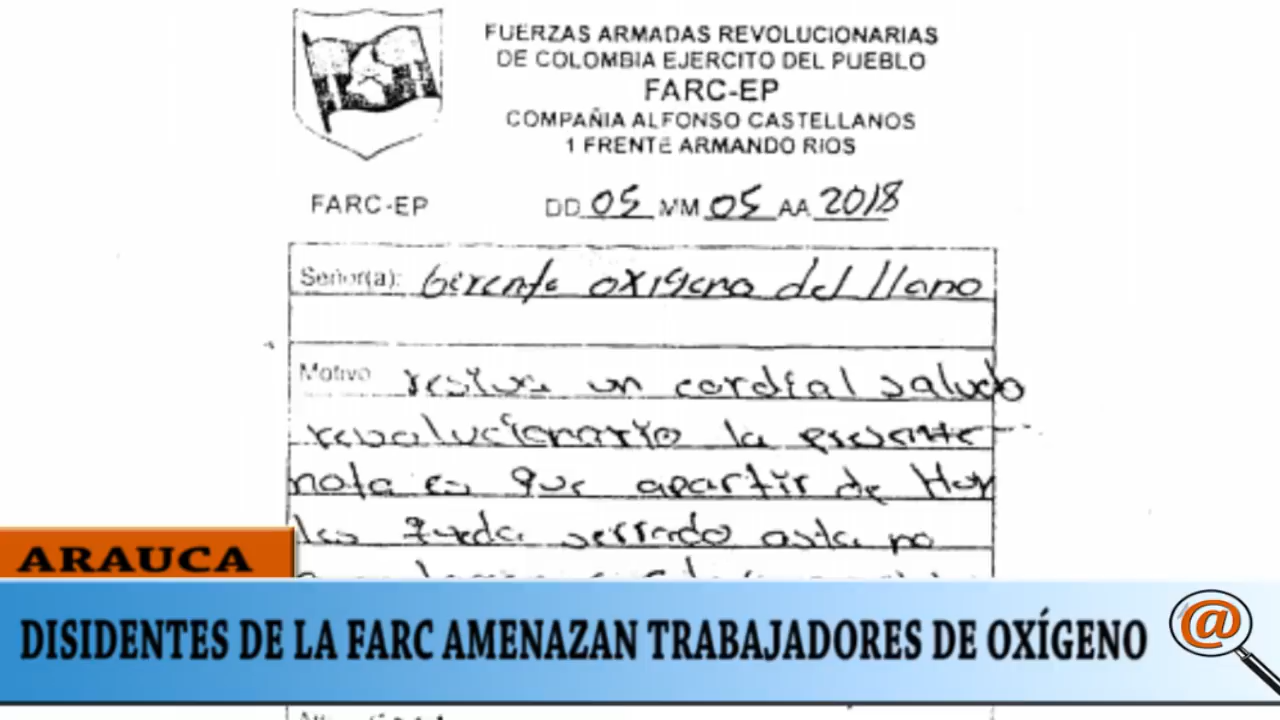 FUERZAS ARMADAS REVOLUCIONARIAS
DE COLOMBIA EJERCITO DEL PUEBLO
FARC-EP
COMPAÑIA ALFONSO CASTELLANOS
1 FRENTE ARMANDO RIOS
FARC-EP DD 05 MM 05 AA 2018
Señor(a): Gerente oxigeno del llano
Motivo resiva un cordial saludo
revolucionario la presente
nota es que apartir de Hoy
les queda serrado asta no
ARAUCA
DISIDENTES DE LA FARC AMENAZAN TRABAJADORES DE OXÍGENO
@